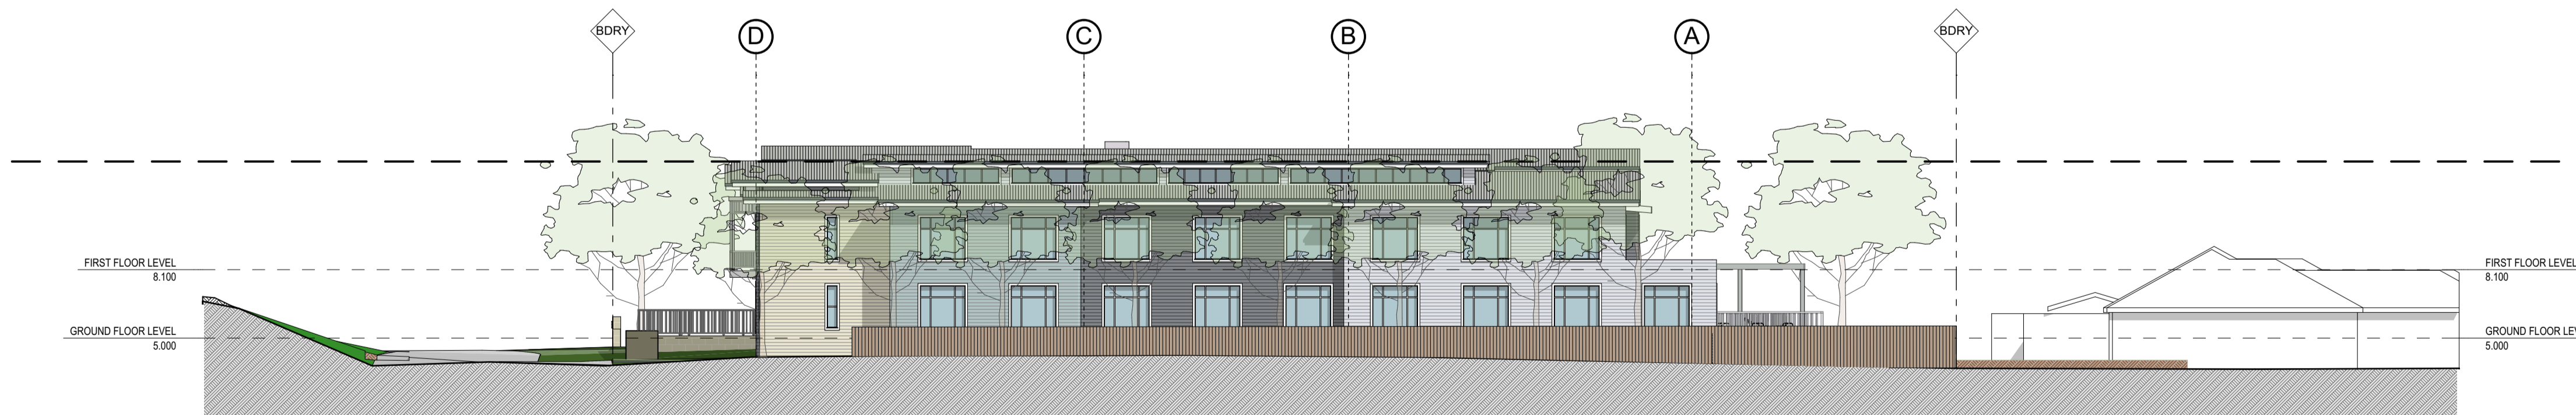 BDRY
D
C
B
A
BDRY
FIRST FLOOR LEVEL
8.100
FIRST FLOOR LEVEL
8.100
GROUND FLOOR LEVEL
5.000
GROUND FLOOR LEV
5.000